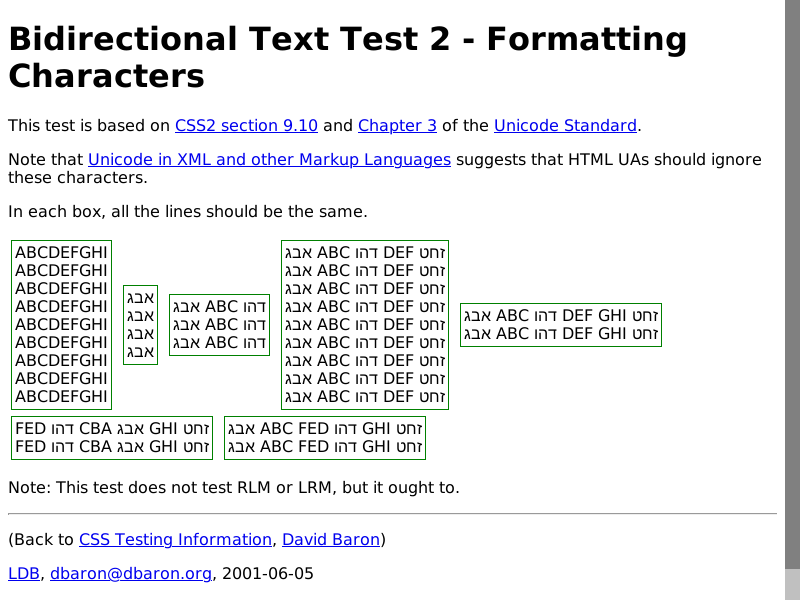 Bidirectional Text Test 2 - Formatting
Characters
This test is based on CSS2 section 9.10 and Chapter 3 of the Unicode Standard.
Note that Unicode in XML and other Markup Languages suggests that HTML UAs should ignore
these characters.
In each box, all the lines should be the same.
ABCDEFGHI
ABCDEFGHI
ABCDEFGHI
ABCDEFGHI
ABCDEFGHI
ABCDEFGHI
ABCDEFGHI
ABCDEFGHI
ABCDEFGHI
אבג
אבג
אבג
אבג
אבג ABC דהו
אבג ABC דהו
אבג ABC דהו
אבג ABC דהו DEF זחט
אבג ABC דהו DEF זחט
אבג ABC דהו DEF זחט
אבג ABC דהו DEF זחט
אבג ABC דהו DEF זחט
אבג ABC דהו DEF זחט
אבג ABC דהו DEF זחט
אבג ABC דהו DEF זחט
אבג ABC דהו DEF זחט
אבג ABC דהו DEF GHI זחט
אבג ABC דהו DEF GHI זחט
FED דהו CBA אבג GHI זחט
FED דהו CBA אבג GHI זחט
אבג ABC FED דהו GHI זחט
אבג ABC FED דהו GHI זחט
Note: This test does not test RLM or LRM, but it ought to.
(Back to CSS Testing Information, David Baron)
LDB, dbaron@dbaron.org, 2001-06-05